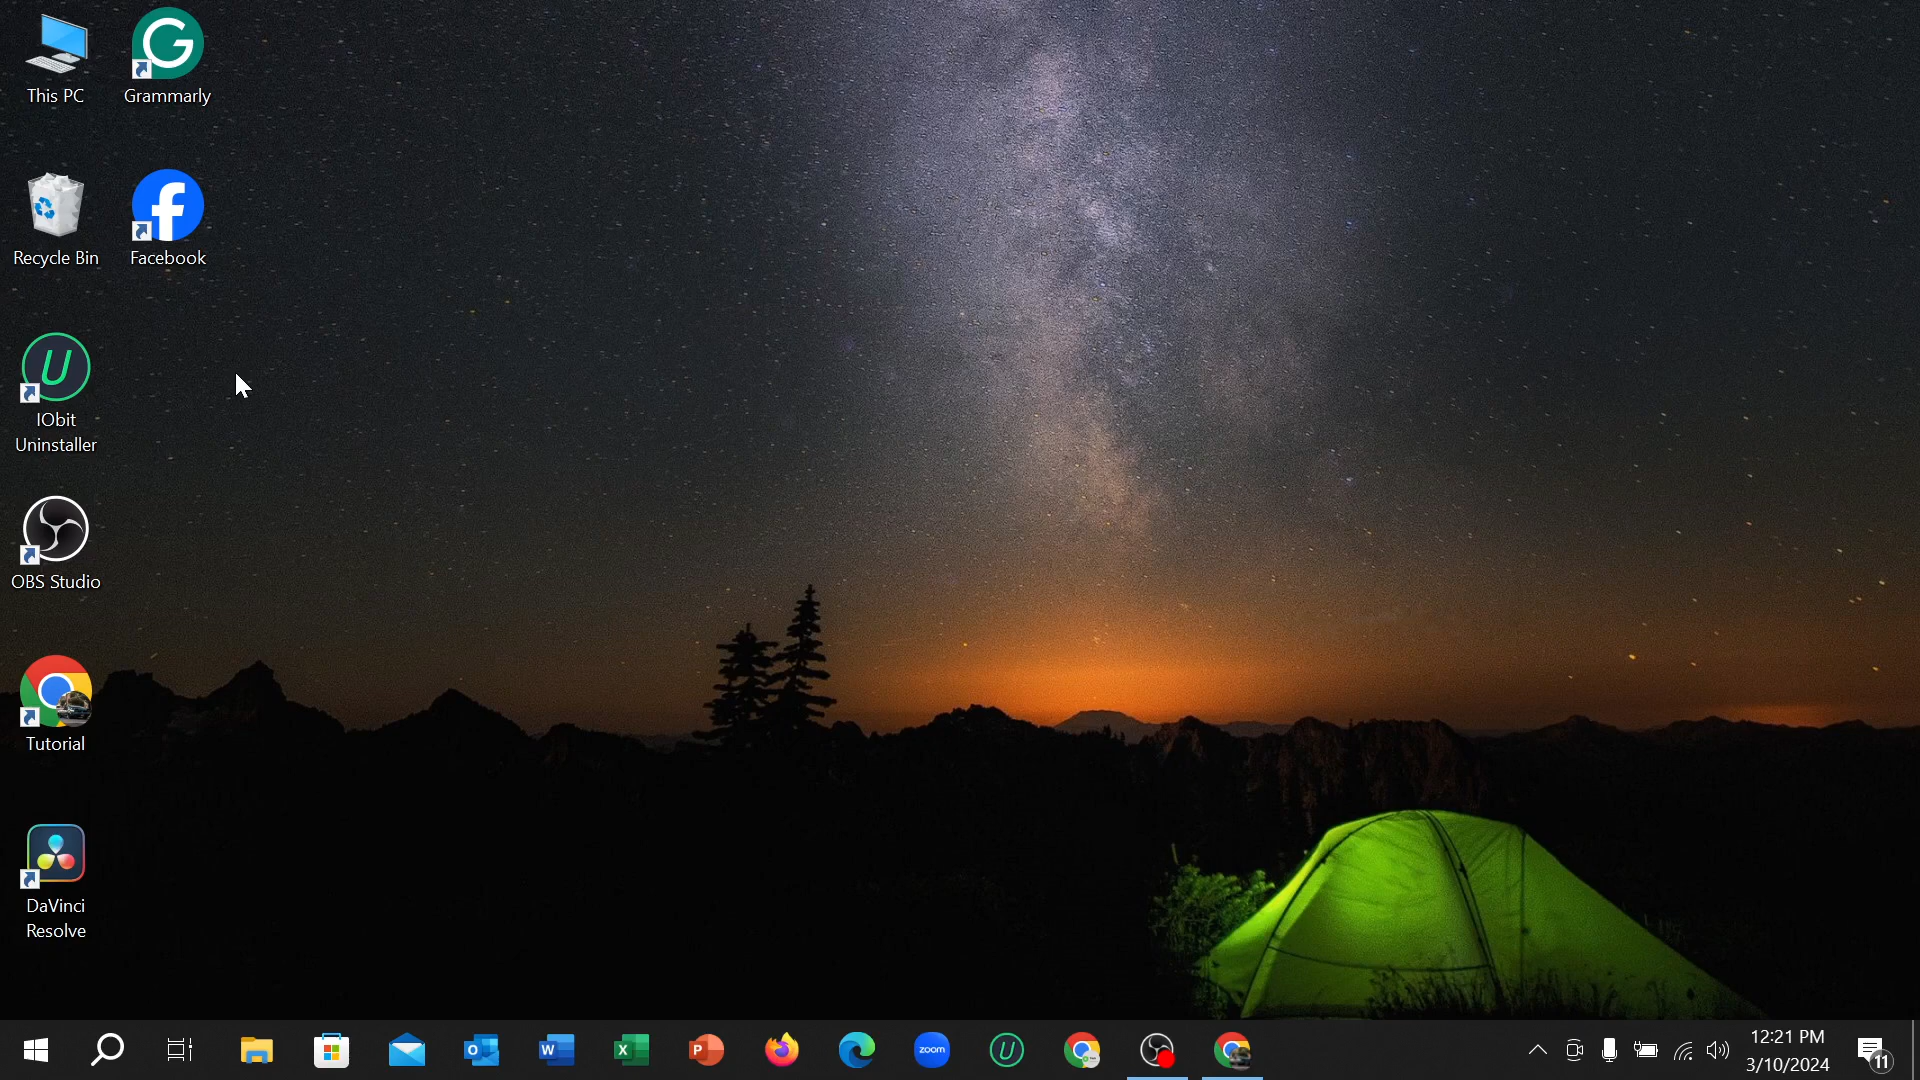 This PC
Grammarly
Recycle Bin
Facebook
IObit
Uninstaller
OBS Studio
Tutorial
DaVinci
Resolve
zoom
12:21 PM
3/10/2024
11